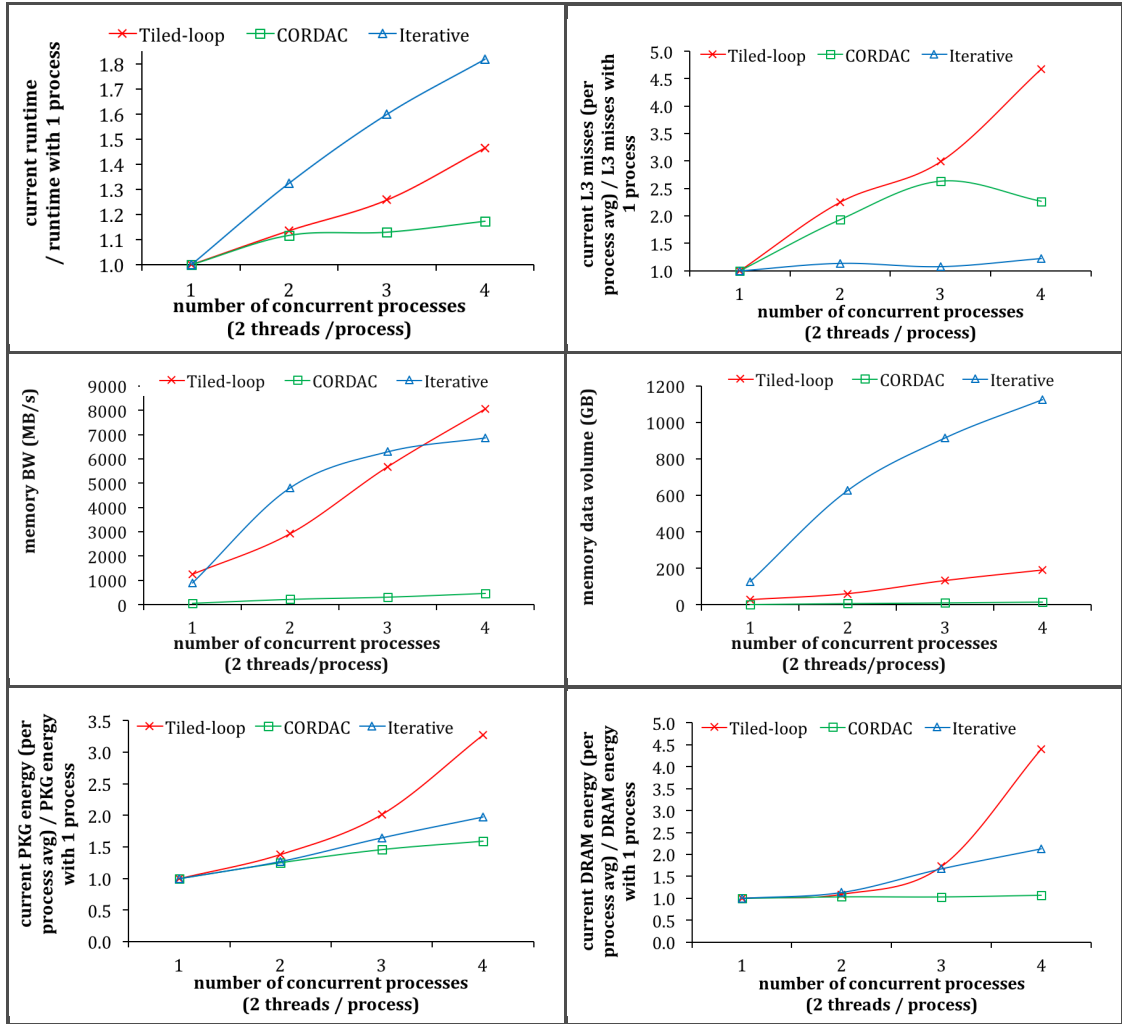 Tiled-loop CORDAC Iterative
current runtime
/ runtime with 1 process
1.8
1.7
1.6
1.5
1.4
1.3
1.2
1.1
1.0
1 2 3 4
number of concurrent processes
(2 threads /process)
Tiled-loop CORDAC Iterative
current L3 misses (per
process avg) / L3 misses with
1 process
5.0
4.5
4.0
3.5
3.0
2.5
2.0
1.5
1.0
1 2 3 4
number of concurrent processes
(2 threads / process)
Tiled-loop CORDAC Iterative
memory BW (MB/s)
9000
8000
7000
6000
5000
4000
3000
2000
1000
0
1 2 3 4
number of concurrent processes
(2 threads/process)
Tiled-loop CORDAC Iterative
memory data volume (GB)
1200
1000
800
600
400
200
0
1 2 3 4
number of concurrent processes
(2 threads/process)
Tiled-loop CORDAC Iterative
current PKG energy (per
process avg) / PKG energy
with 1 process
3.5
3.0
2.5
2.0
1.5
1.0
0.5
0.0
1 2 3 4
number of concurrent processes
(2 threads / process)
Tiled-loop CORDAC Iterative
current DRAM energy (per
process avg) / DRAM energy
with 1 process
5.0
4.5
4.0
3.5
3.0
2.5
2.0
1.5
1.0
0.5
0.0
1 2 3 4
number of concurrent processes
(2 threads / process)